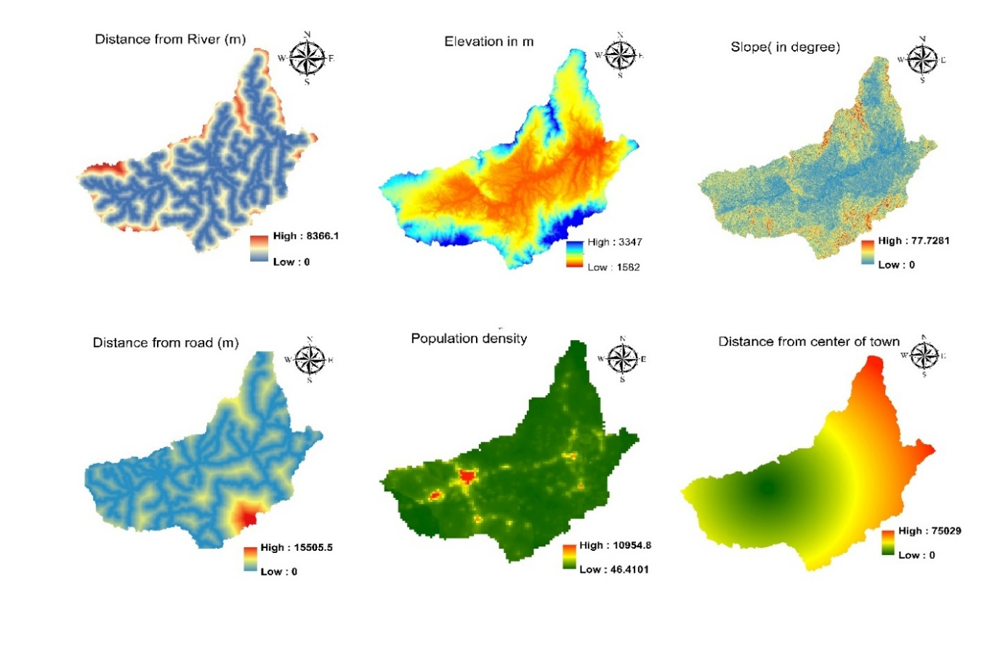 Distance from River (m)
N
W
E
S
High : 8366.1
Low : 0
Elevation in m
N
W
E
S
High : 3347
Low : 1582
Slope( in degree)
N
W
E
S
High : 77.7281
Low : 0
Distance from road (m)
N
W
E
S
High : 15505.5
Low : 0
Population density
N
W
E
S
High : 10954.8
Low : 46.4101
Distance from center of town
N
W
E
S
High : 75029
Low : 0